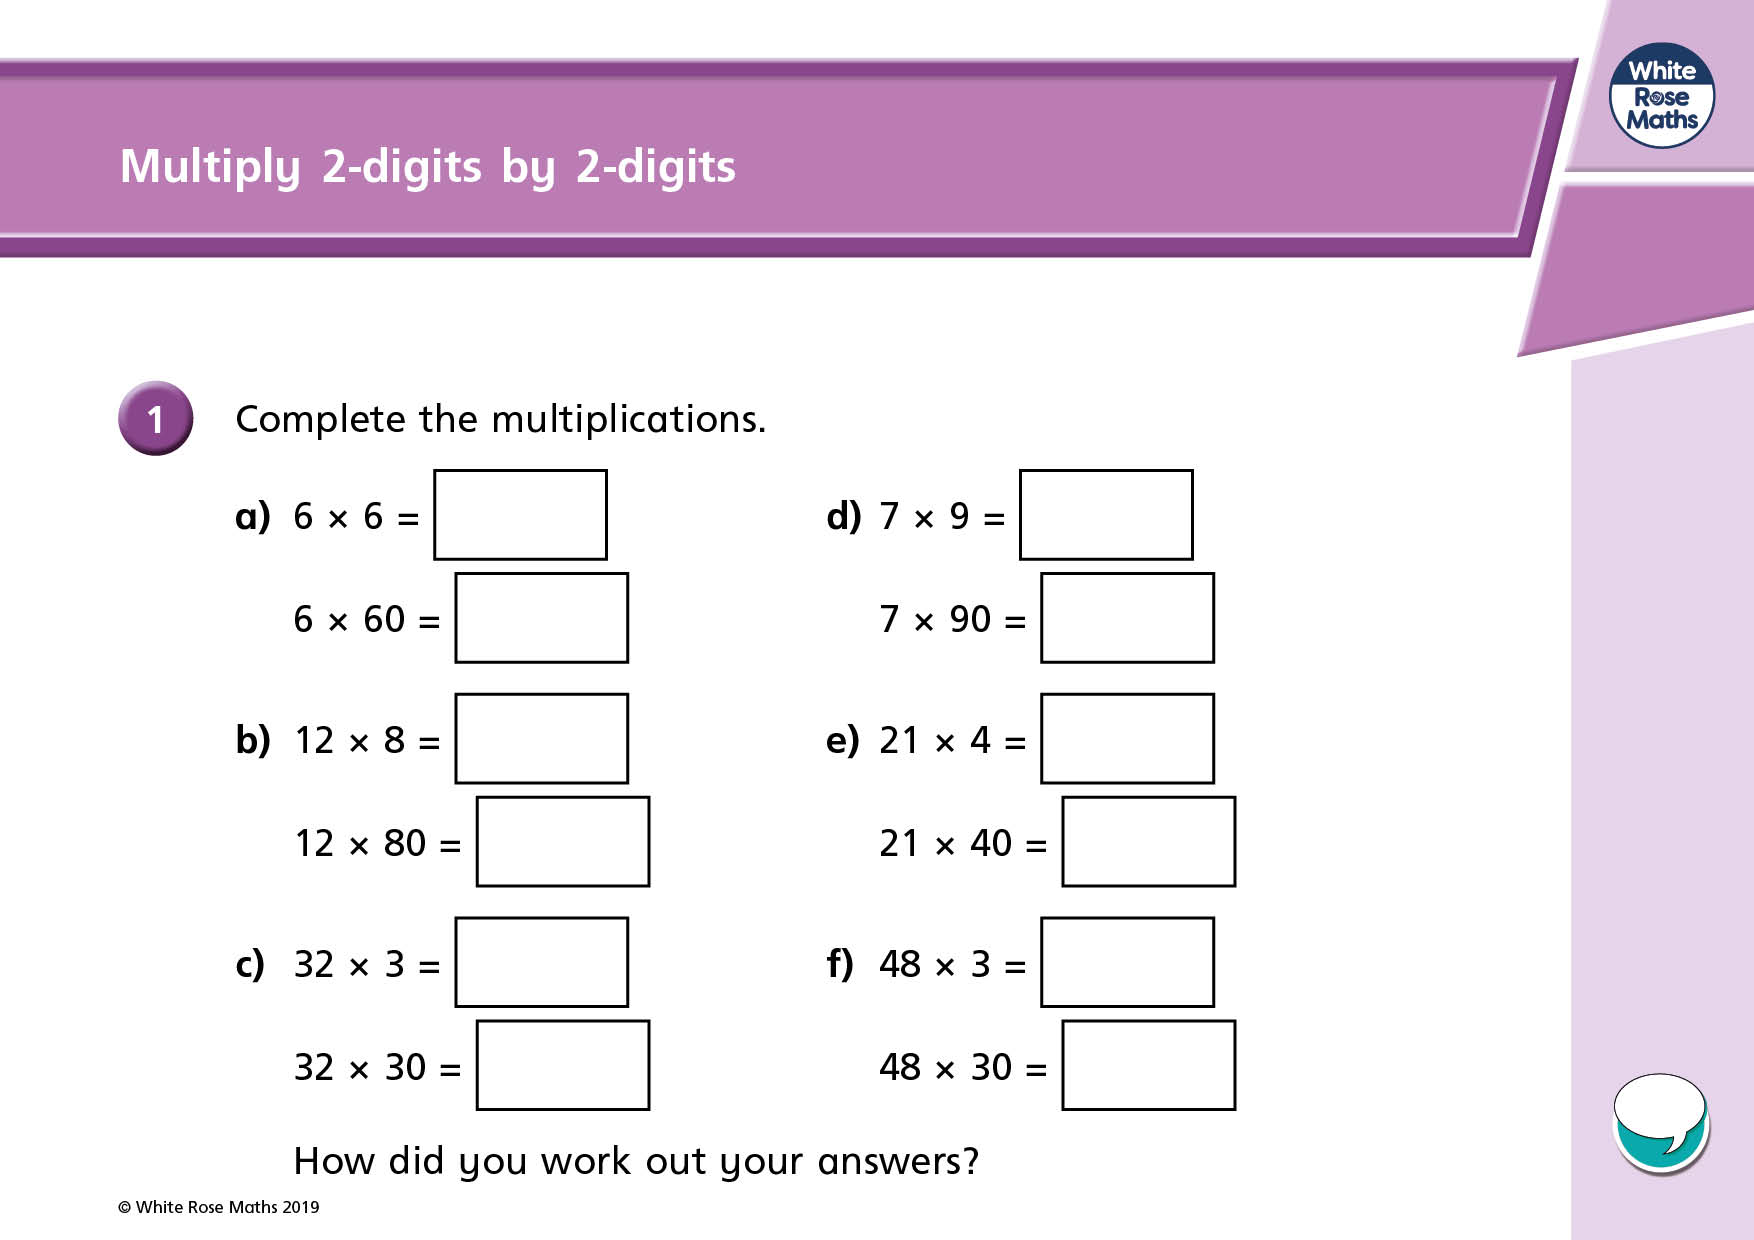 White
Rose
Maths
Multiply 2-digits by 2-digits
1 Complete the multiplications.
a) 6 × 6 =
6 × 60 =
b) 12 × 8 =
12 × 80 =
c) 32 × 3 =
32 × 30 =
d) 7 × 9 =
7 × 90 =
e) 21 × 4 =
21 × 40 =
f) 48 × 3 =
48 × 30 =
How did you work out your answers?
© White Rose Maths 2019